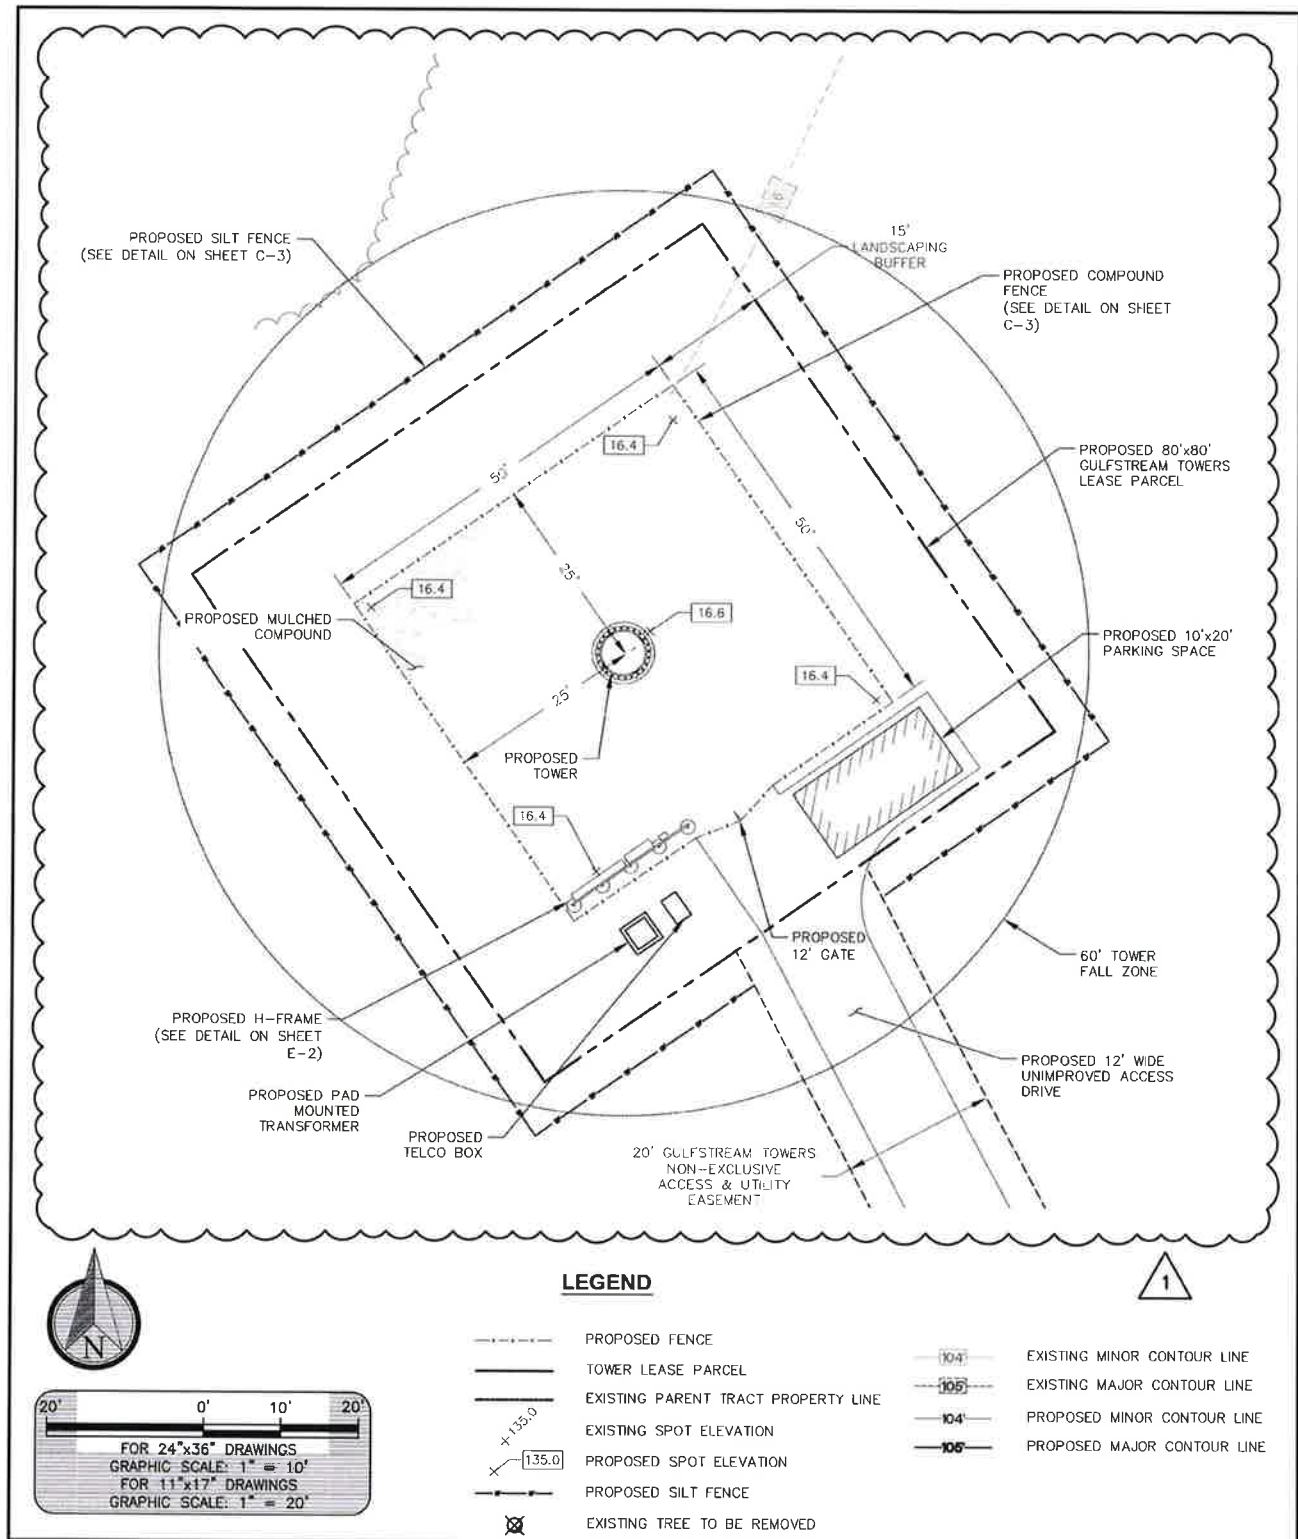 PROPOSED SILT FENCE
(SEE DETAIL ON SHEET C-3)
16
15'
LANDSCAPING
BUFFER
PROPOSED COMPOUND
FENCE
(SEE DETAIL ON SHEET
C-3)
16.4
50'
PROPOSED 80'x80'
GULFSTREAM TOWERS
LEASE PARCEL
50'
25'
16.4
PROPOSED MULCHED
COMPOUND
16.6
PROPOSED 10'x20'
PARKING SPACE
16.4
25'
PROPOSED
TOWER
16.4
PROPOSED
12' GATE
60' TOWER
FALL ZONE
PROPOSED H-FRAME
(SEE DETAIL ON SHEET
E-2)
PROPOSED PAD
MOUNTED
TRANSFORMER
PROPOSED
TELCO BOX
PROPOSED 12' WIDE
UNIMPROVED ACCESS
DRIVE
20' GULFSTREAM TOWERS
NON-EXCLUSIVE
ACCESS & UTILITY
EASEMENT
1
N
20' 0' 10' 20'
FOR 24"x36" DRAWINGS
GRAPHIC SCALE: 1" = 10'
FOR 11"x17" DRAWINGS
GRAPHIC SCALE: 1" = 20'
LEGEND
PROPOSED FENCE
TOWER LEASE PARCEL
EXISTING PARENT TRACT PROPERTY LINE
135.0 EXISTING SPOT ELEVATION
135.0 PROPOSED SPOT ELEVATION
PROPOSED SILT FENCE
EXISTING TREE TO BE REMOVED
104' EXISTING MINOR CONTOUR LINE
105' EXISTING MAJOR CONTOUR LINE
104' PROPOSED MINOR CONTOUR LINE
105' PROPOSED MAJOR CONTOUR LINE